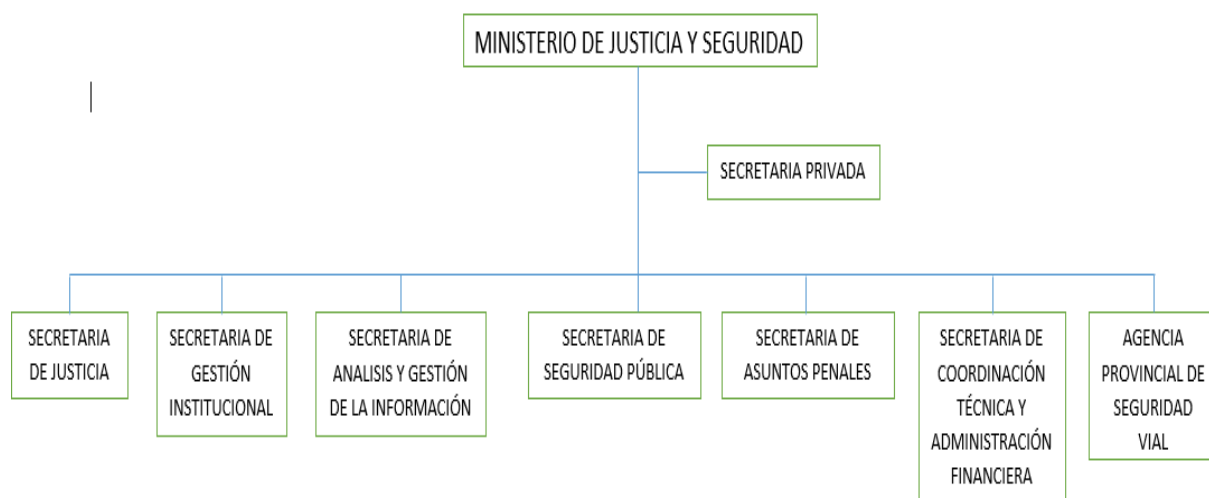 MINISTERIO DE JUSTICIA Y SEGURIDAD
SECRETARIA PRIVADA
SECRETARIA
DE JUSTICIA
SECRETARIA DE
GESTIÓN
INSTITUCIONAL
SECRETARIA DE
ANALISIS Y GESTIÓN
DE LA INFORMACIÓN
SECRETARIA DE
SEGURIDAD PÚBLICA
SECRETARIA DE
ASUNTOS PENALES
SECRETARIA DE
COORDINACIÓN
TÉCNICA Y
ADMINISTRACIÓN
FINANCIERA
AGENCIA
PROVINCIAL DE
SEGURIDAD
VIAL